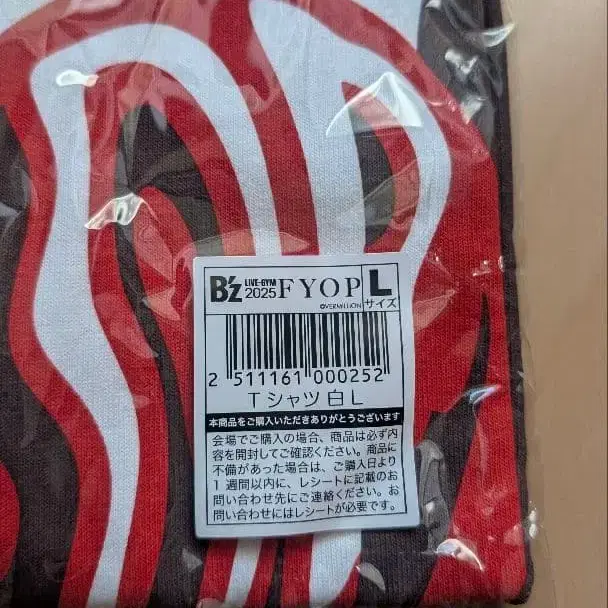 B'z LIVE-GYM 2025 FYOP L
©VERMILLION サイズ
2 511161 000252
Tシャツ 白 L
本商品をご購入いただきありがとうございます
会場でご購入の場合、商品は必ず内
容を開封してご確認ください。商品に
不備があった場合は、ご購入日より
1週間以内に、レシートに記載のお
問い合わせ先にご連絡ください。お
問い合わせにはレシートが必要です。